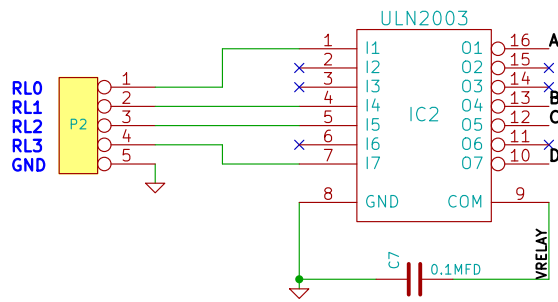 ULN2003
1 I1 O1 16 A
2 I2 O2 15
3 I3 O3 14
4 I4 O4 13 B
5 I5 O5 12 C
6 I6 O6 11
7 I7 O7 10 D
8 GND COM 9
IC2
RL0 1
RL1 2
RL2 3
RL3 4
GND 5
P2
C7
0.1MFD
VRELAY